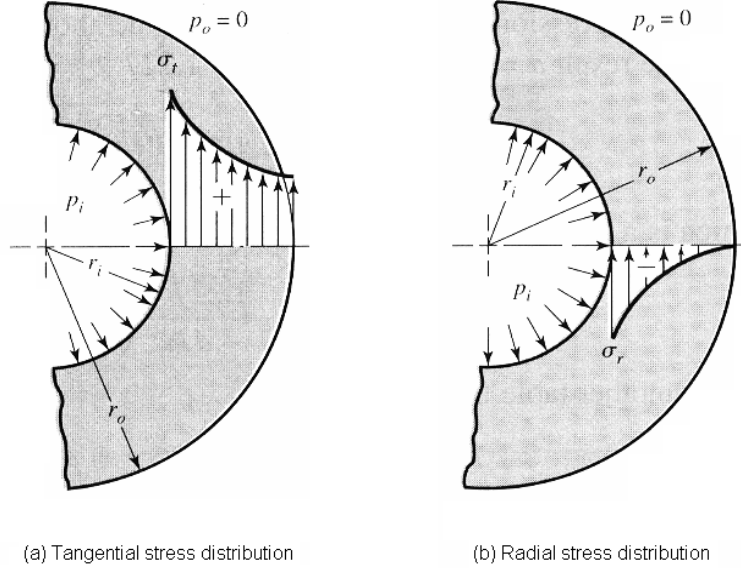 p_o = 0
σ_t
p_i
+
r_i
r_o
(a) Tangential stress distribution
p_o = 0
r_i
r_o
p_i
−
σ_r
(b) Radial stress distribution